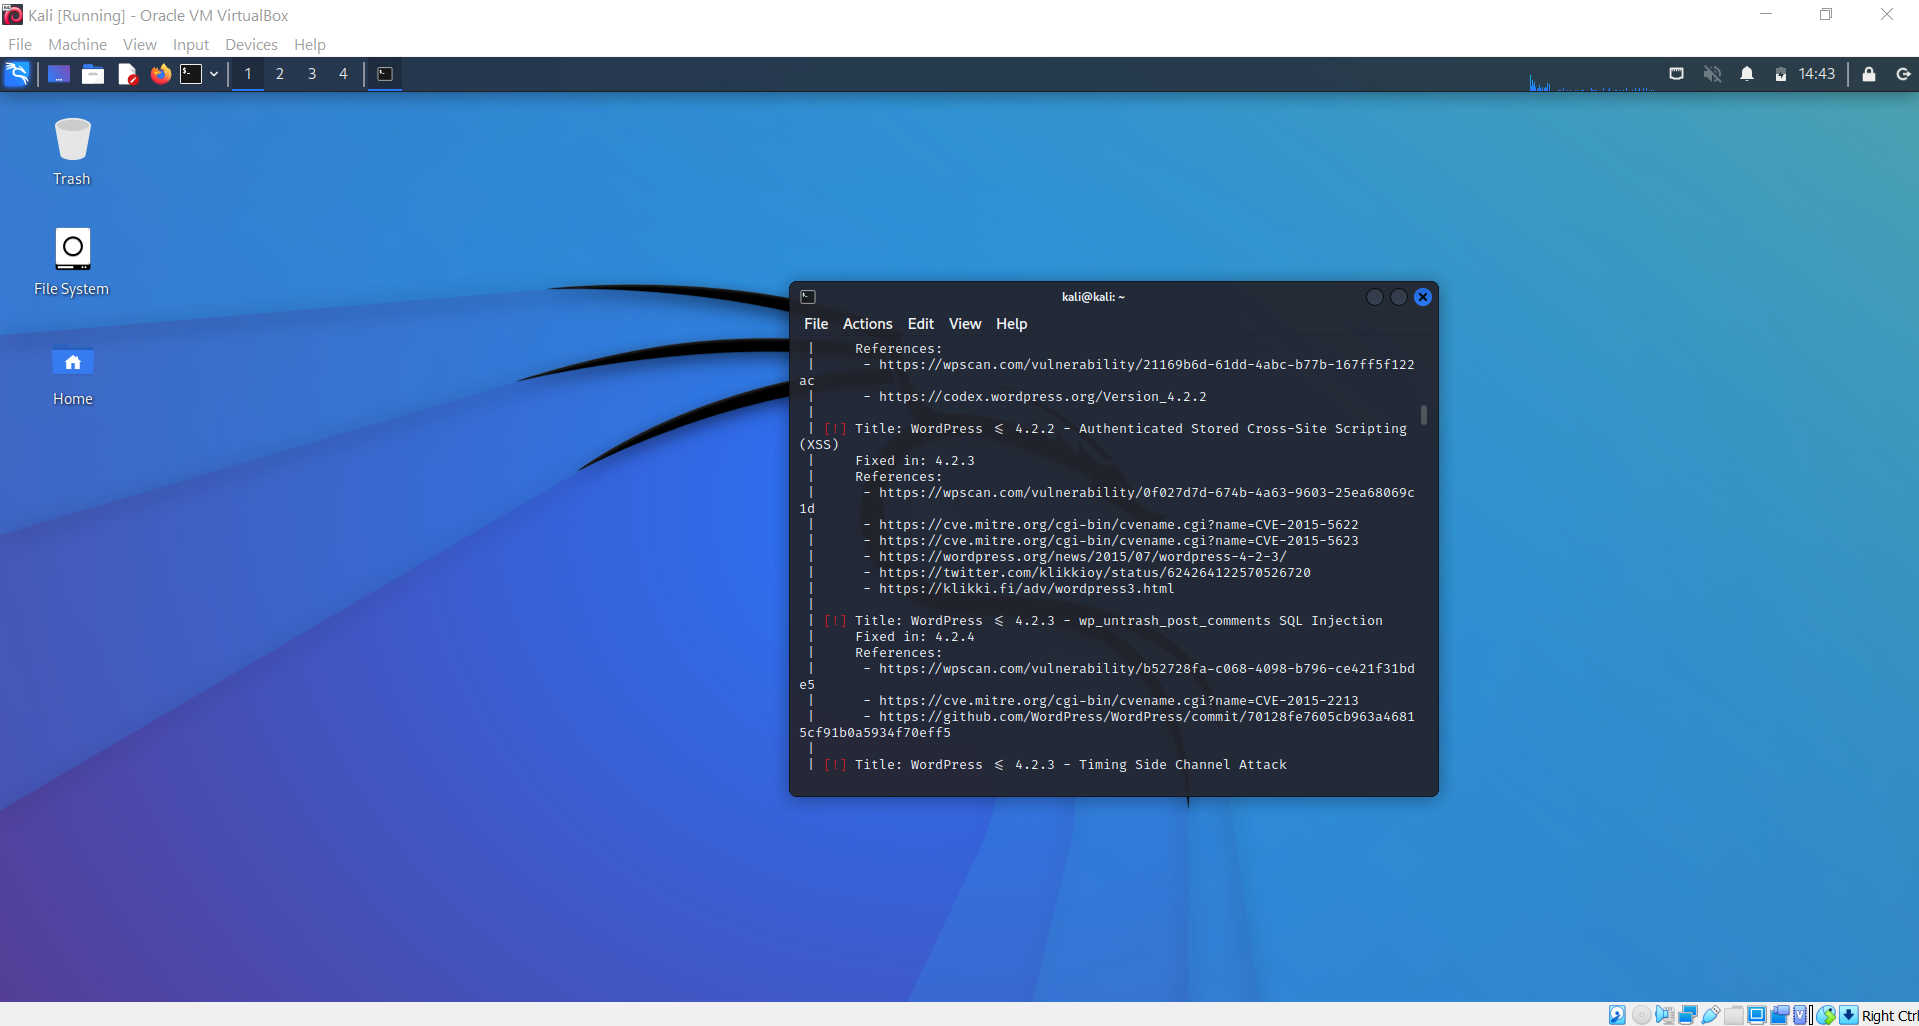 Kali [Running] - Oracle VM VirtualBox
File Machine View Input Devices Help
1 2 3 4
14:43
Trash
File System
Home
kali@kali: ~
File Actions Edit View Help
| References:
| - https://wpscan.com/vulnerability/21169b6d-61dd-4abc-b77b-167ff5f122
ac
| - https://codex.wordpress.org/Version_4.2.2
|
| [!] Title: WordPress ≤ 4.2.2 - Authenticated Stored Cross-Site Scripting
(XSS)
| Fixed in: 4.2.3
| References:
| - https://wpscan.com/vulnerability/0f027d7d-674b-4a63-9603-25ea68069c
1d
| - https://cve.mitre.org/cgi-bin/cvename.cgi?name=CVE-2015-5622
| - https://cve.mitre.org/cgi-bin/cvename.cgi?name=CVE-2015-5623
| - https://wordpress.org/news/2015/07/wordpress-4-2-3/
| - https://twitter.com/klikkioy/status/624264122570526720
| - https://klikki.fi/adv/wordpress3.html
|
| [!] Title: WordPress ≤ 4.2.3 - wp_untrash_post_comments SQL Injection
| Fixed in: 4.2.4
| References:
| - https://wpscan.com/vulnerability/b52728fa-c068-4098-b796-ce421f31bd
e5
| - https://cve.mitre.org/cgi-bin/cvename.cgi?name=CVE-2015-2213
| - https://github.com/WordPress/WordPress/commit/70128fe7605cb963a4681
5cf91b0a5934f70eff5
|
| [!] Title: WordPress ≤ 4.2.3 - Timing Side Channel Attack
Right Ctrl